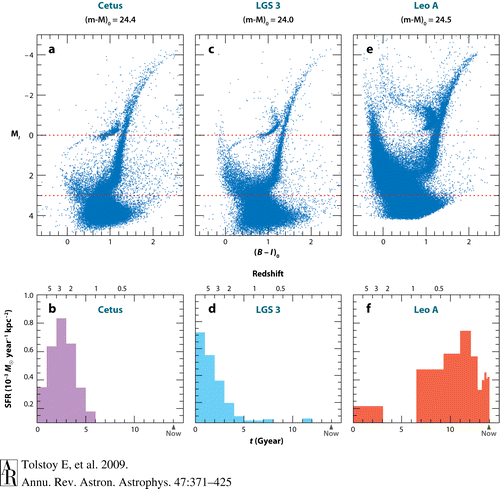 Cetus LGS 3 Leo A
(m-M)₀ = 24.4 (m-M)₀ = 24.0 (m-M)₀ = 24.5
a c e
−4
−2
M_I 0
2
4
0 1 2 0 1 2 0 1 2
(B – I)₀
Redshift
5 3 2 1 0.5 5 3 2 1 0.5 5 3 2 1 0.5
b Cetus d LGS 3 f Leo A
SFR (10⁻³ M☉ year⁻¹ kpc⁻²)
0.8
0.6
0.4
0.2
0 5 10 0 5 10 0 5 10
Now Now Now
t (Gyear)
AR
Tolstoy E, et al. 2009.
Annu. Rev. Astron. Astrophys. 47:371–425